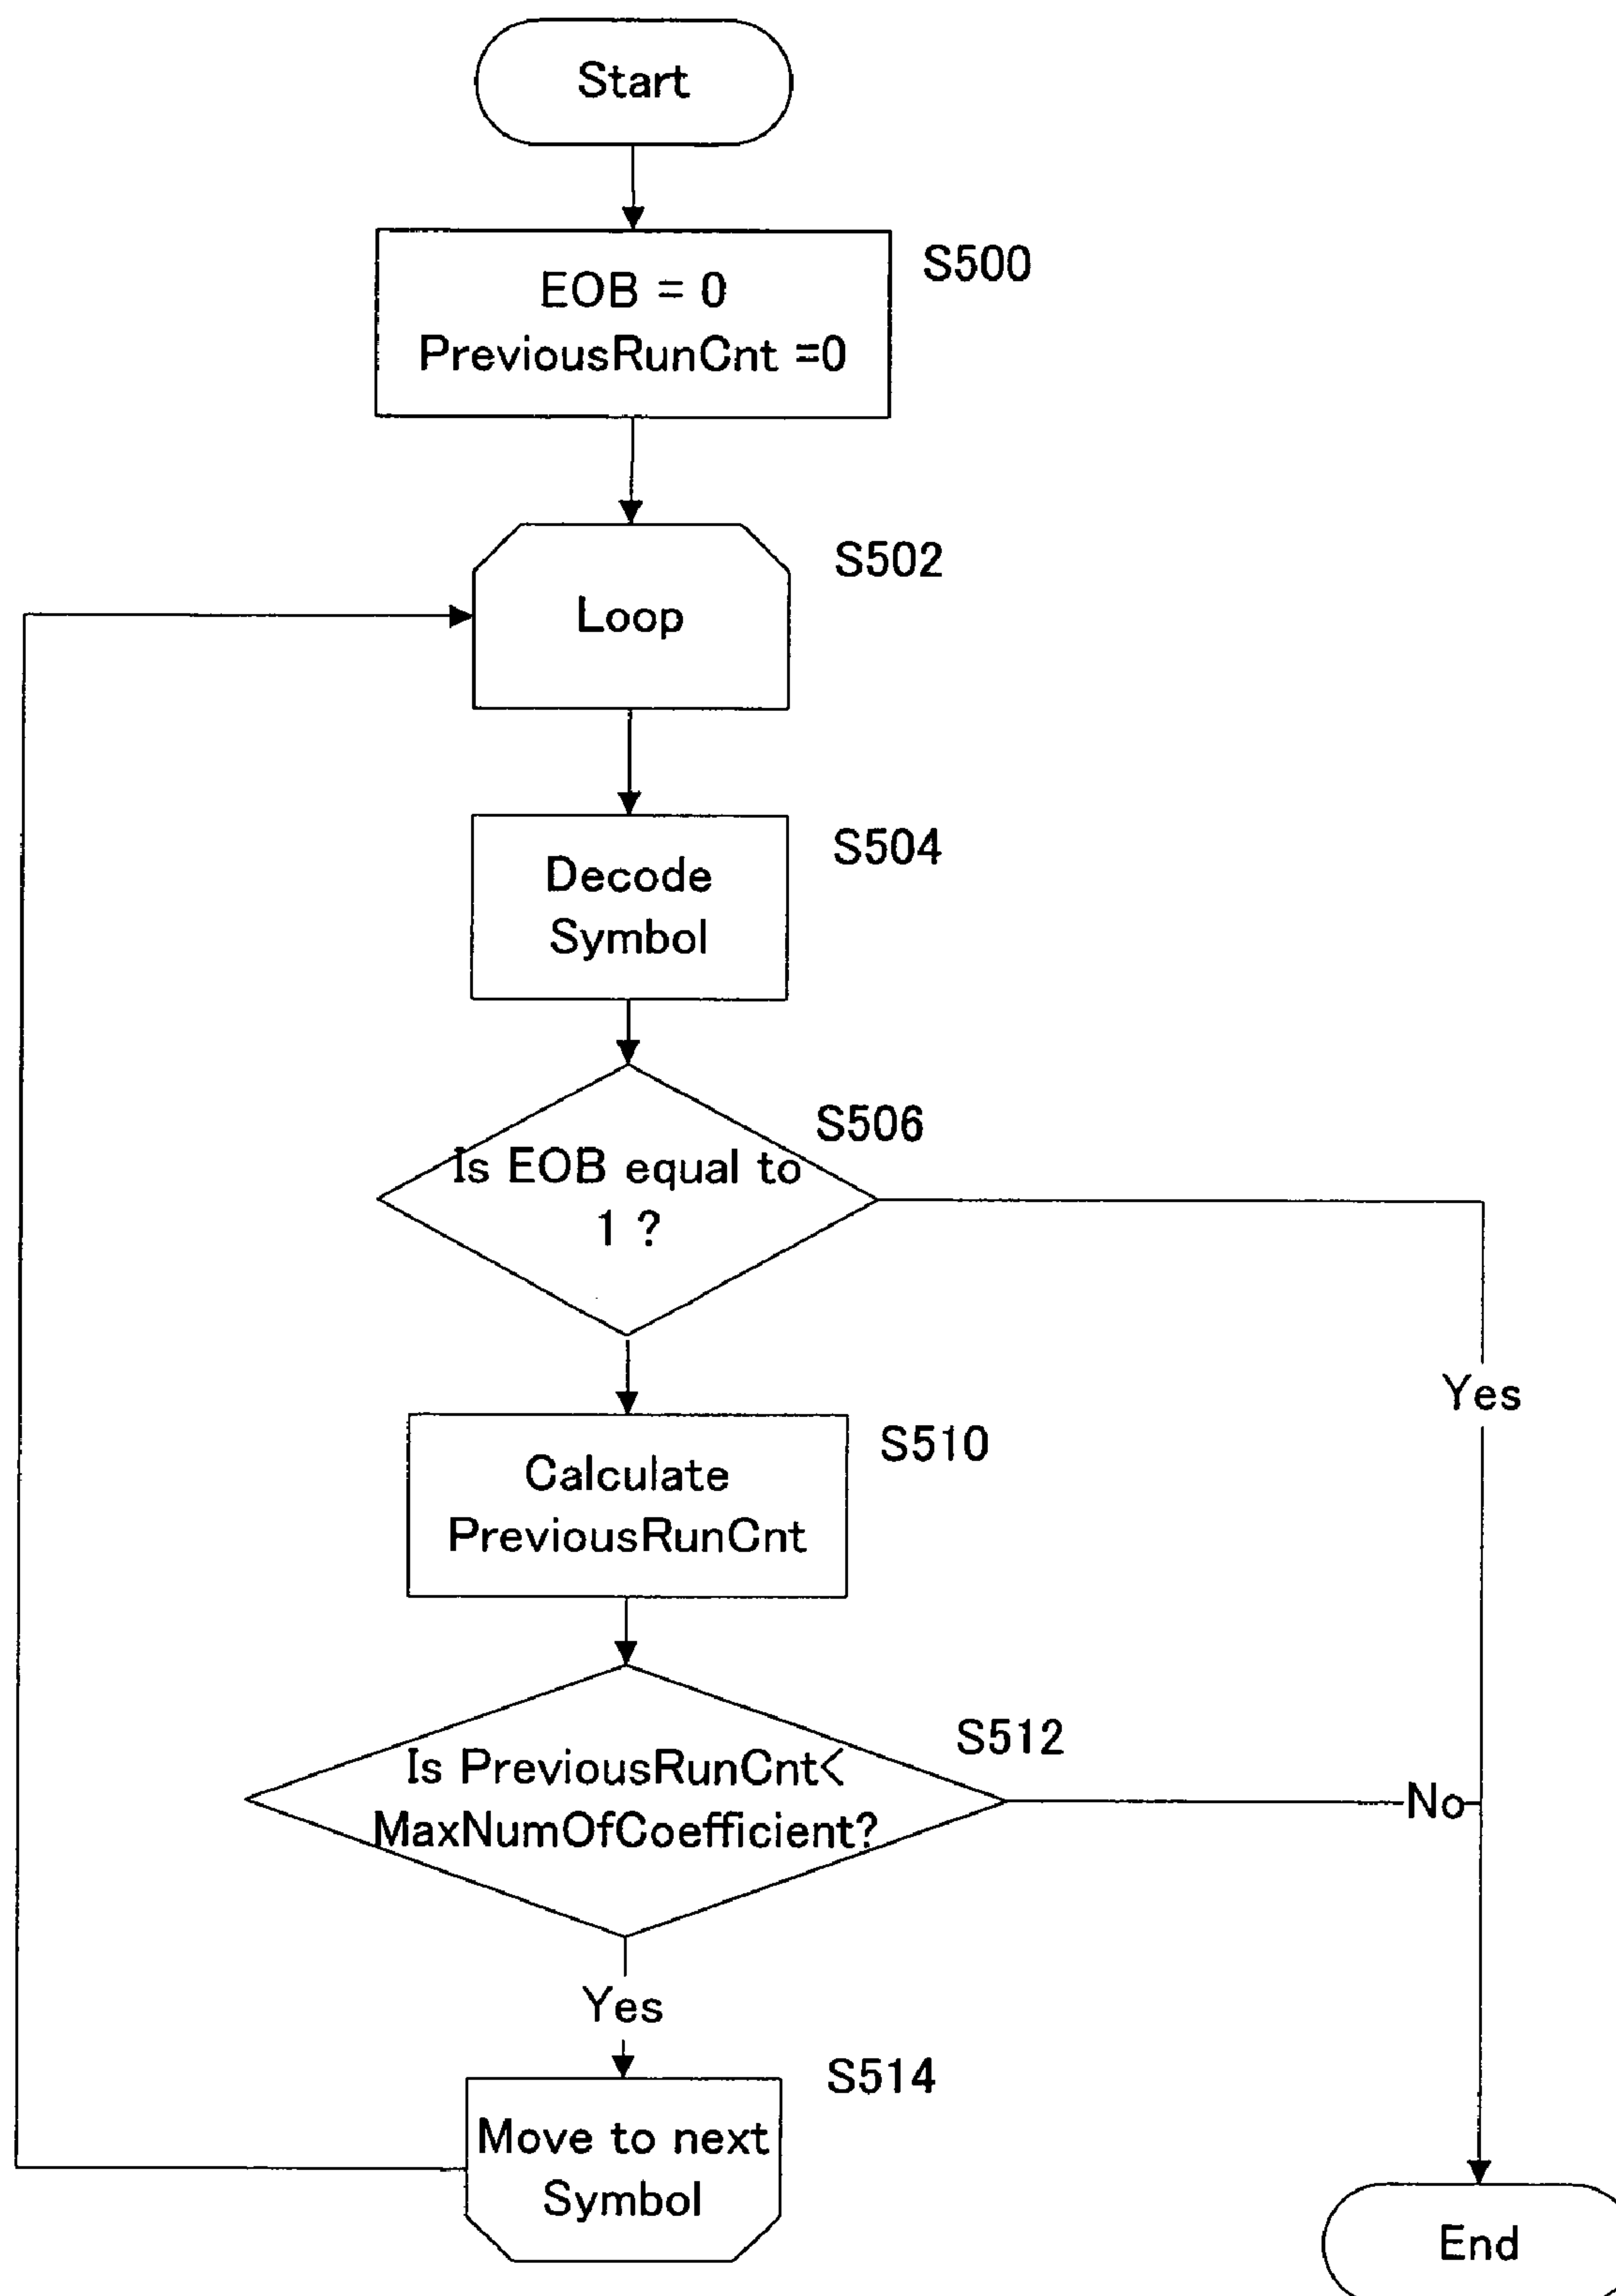 Start
S500
EOB = 0
PreviousRunCnt =0
S502
Loop
S504
Decode
Symbol
S506
Is EOB equal to
1 ?
Yes
S510
Calculate
PreviousRunCnt
S512
Is PreviousRunCnt<
MaxNumOfCoefficient?
No
Yes
S514
Move to next
Symbol
End